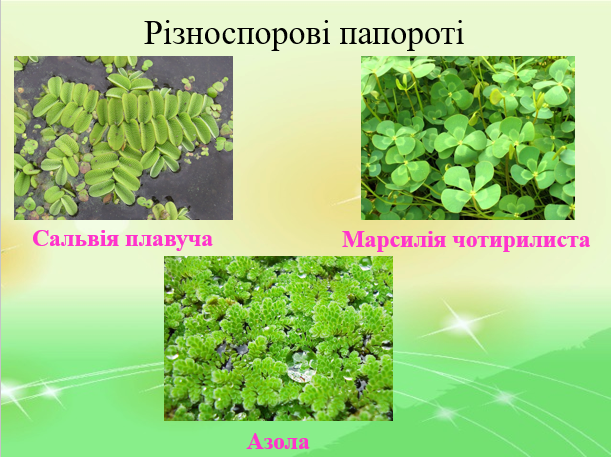 Різноспорові папороті
Сальвія плавуча
Марсилія чотирилиста
Азола